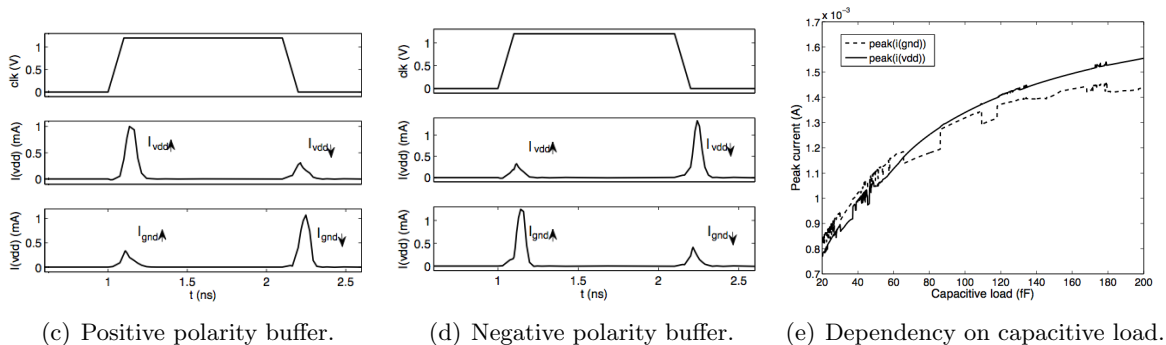 clk (V)
1
0.5
0
I(vdd) (mA)
1
0.5
0
Ivdd
Ivdd
I(vdd) (mA)
1
0.5
0
Ignd
Ignd
1
1.5
2
2.5
t (ns)
(c) Positive polarity buffer.
clk (V)
1
0.5
0
I(vdd) (mA)
1
0.5
0
Ivdd
Ivdd
I(vdd) (mA)
1
0.5
0
Ignd
Ignd
1
1.5
2
2.5
t (ns)
(d) Negative polarity buffer.
x 10^-3
1.7
1.6
1.5
1.4
1.3
1.2
1.1
1
0.9
0.8
0.7
Peak current (A)
peak(i(gnd))
peak(i(vdd))
20
40
60
80
100
120
140
160
180
200
Capacitive load (fF)
(e) Dependency on capacitive load.